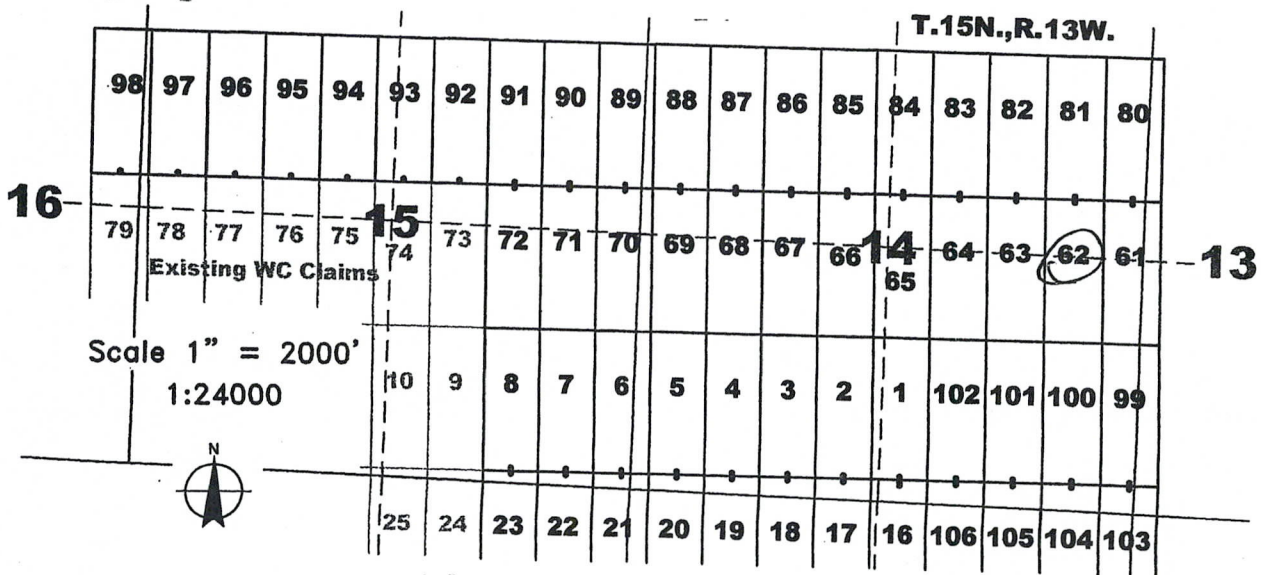 T.15N.,R.13W.
98 97 96 95 94 93 92 91 90 89 88 87 86 85 84 83 82 81 80
16 15 14 13
79 78 77 76 75 74 73 72 71 70 69 68 67 66 65 64 63 62 61
Existing WC Claims
Scale 1" = 2000'
1:24000
10 9 8 7 6 5 4 3 2 1 102 101 100 99
N
25 24 23 22 21 20 19 18 17 16 106 105 104 103